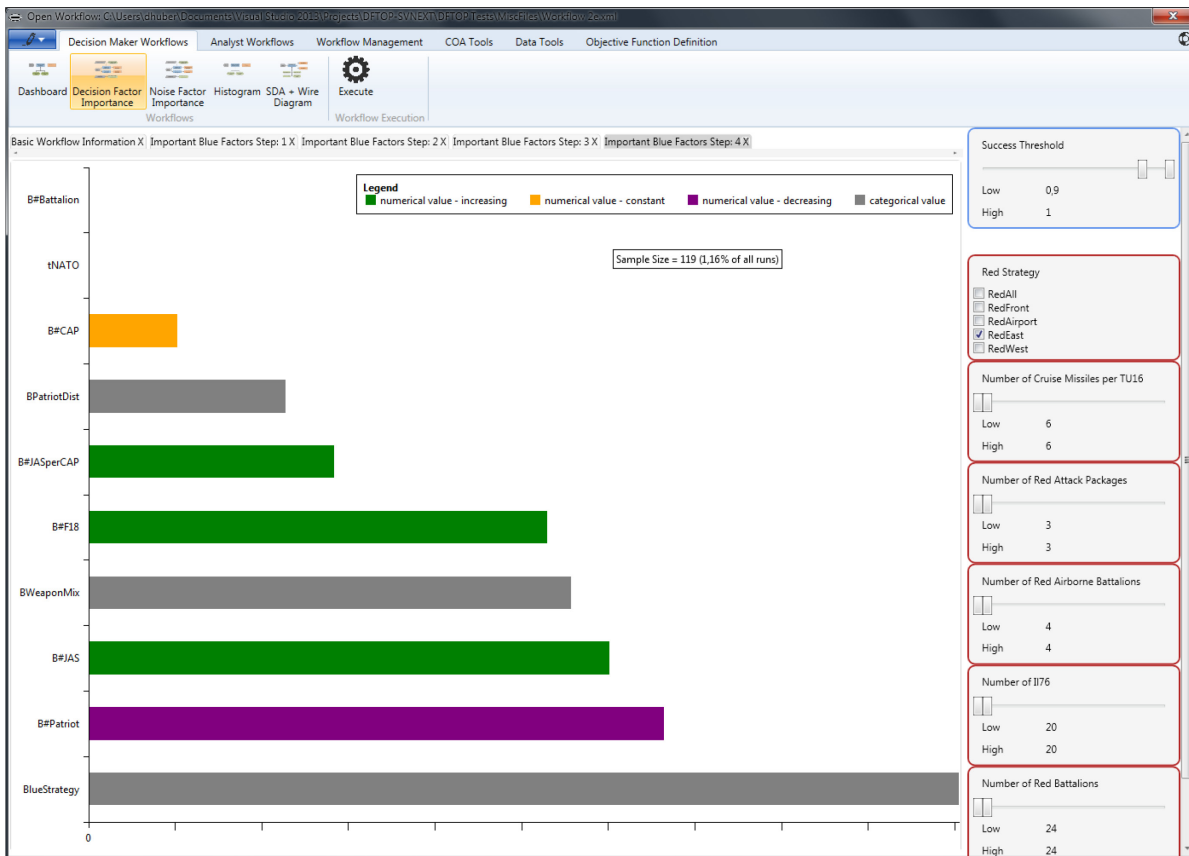 Open Workflow: C:\Users\dhuber\Documents\Visual Studio 2013\Projects\DFTOP-SVNEXT\DFTOP.Tests\MiscFiles\Workflow_2e.xml
Decision Maker Workflows Analyst Workflows Workflow Management COA Tools Data Tools Objective Function Definition
Dashboard Decision Factor Importance Noise Factor Importance Histogram SDA + Wire Diagram Execute
Workflows Workflow Execution
Basic Workflow Information X Important Blue Factors Step: 1 X Important Blue Factors Step: 2 X Important Blue Factors Step: 3 X Important Blue Factors Step: 4 X
Legend
numerical value - increasing numerical value - constant numerical value - decreasing categorical value
Sample Size = 119 (1,16% of all runs)
B#Battalion
tNATO
B#CAP
BPatriotDist
B#JASperCAP
B#F18
BWeaponMix
B#JAS
B#Patriot
BlueStrategy
0
Success Threshold
Low 0,9
High 1
Red Strategy
RedAll
RedFront
RedAirport
RedEast
RedWest
Number of Cruise Missiles per TU16
Low 6
High 6
Number of Red Attack Packages
Low 3
High 3
Number of Red Airborne Battalions
Low 4
High 4
Number of Il76
Low 20
High 20
Number of Red Battalions
Low 24
High 24